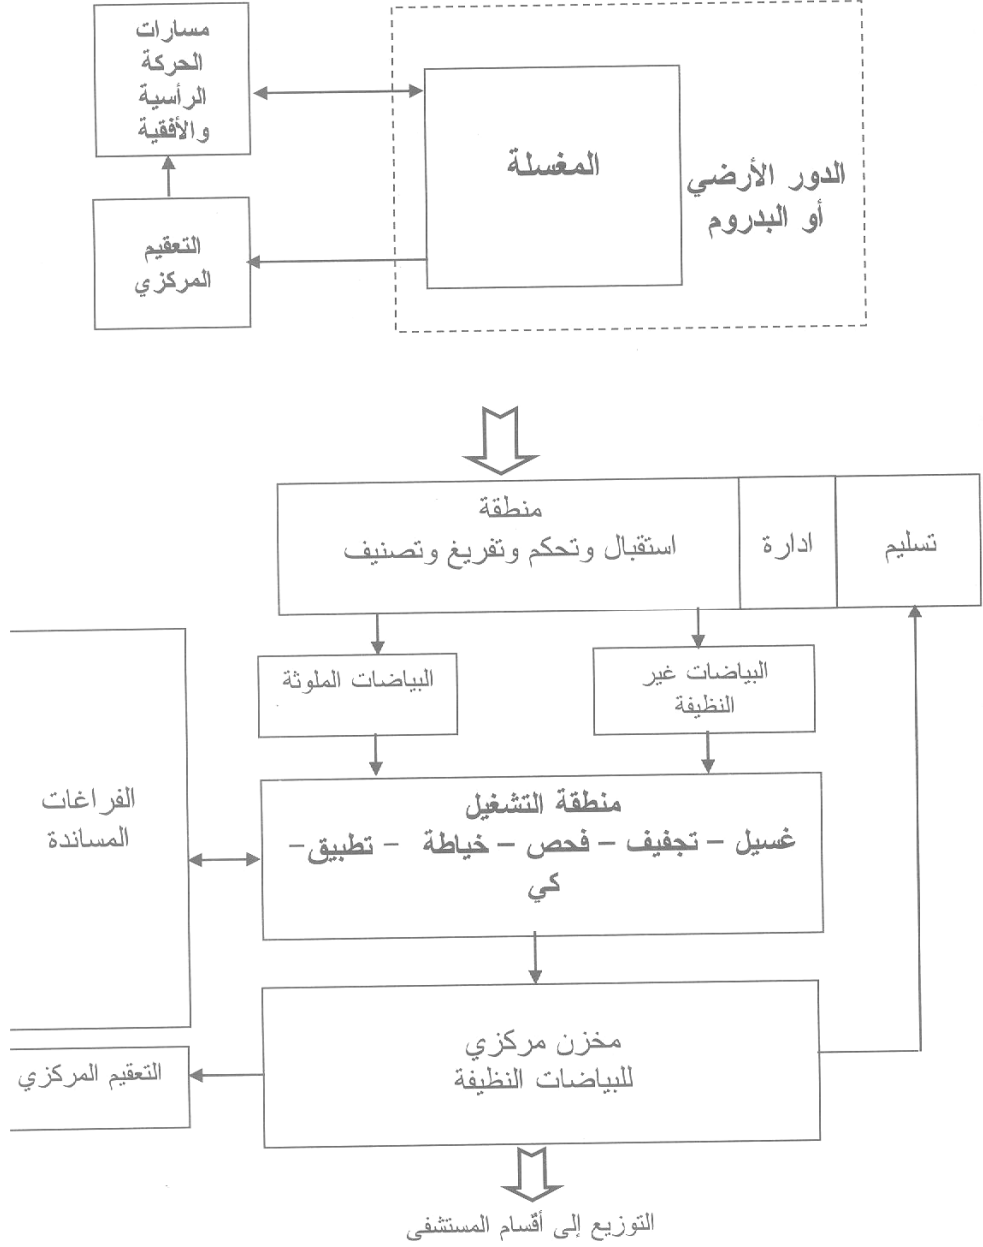 مسارات
الحركة
الرأسية
والأفقية
المغسلة
الدور الأرضي
أو البدروم
التعقيم
المركزي
منطقة
استقبال وتحكم وتفريغ وتصنيف
ادارة
تسليم
البياضات غير
النظيفة
البياضات الملوثة
منطقة التشغيل
غسيل – تجفيف – فحص – خياطة – تطبيق –
كي
الفراغات
المساندة
مخزن مركزي
للبياضات النظيفة
التعقيم المركزي
التوزيع إلى أقسام المستشفى